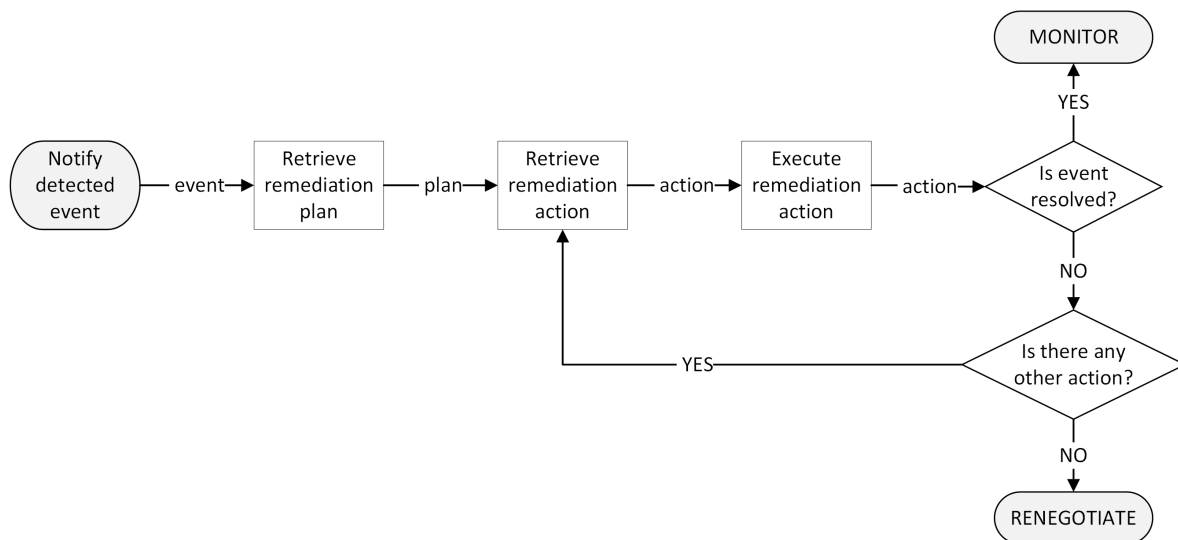 MONITOR
YES
Notify
detected
event
event
Retrieve
remediation
plan
plan
Retrieve
remediation
action
action
Execute
remediation
action
action
Is event
resolved?
NO
Is there any
other action?
YES
NO
RENEGOTIATE